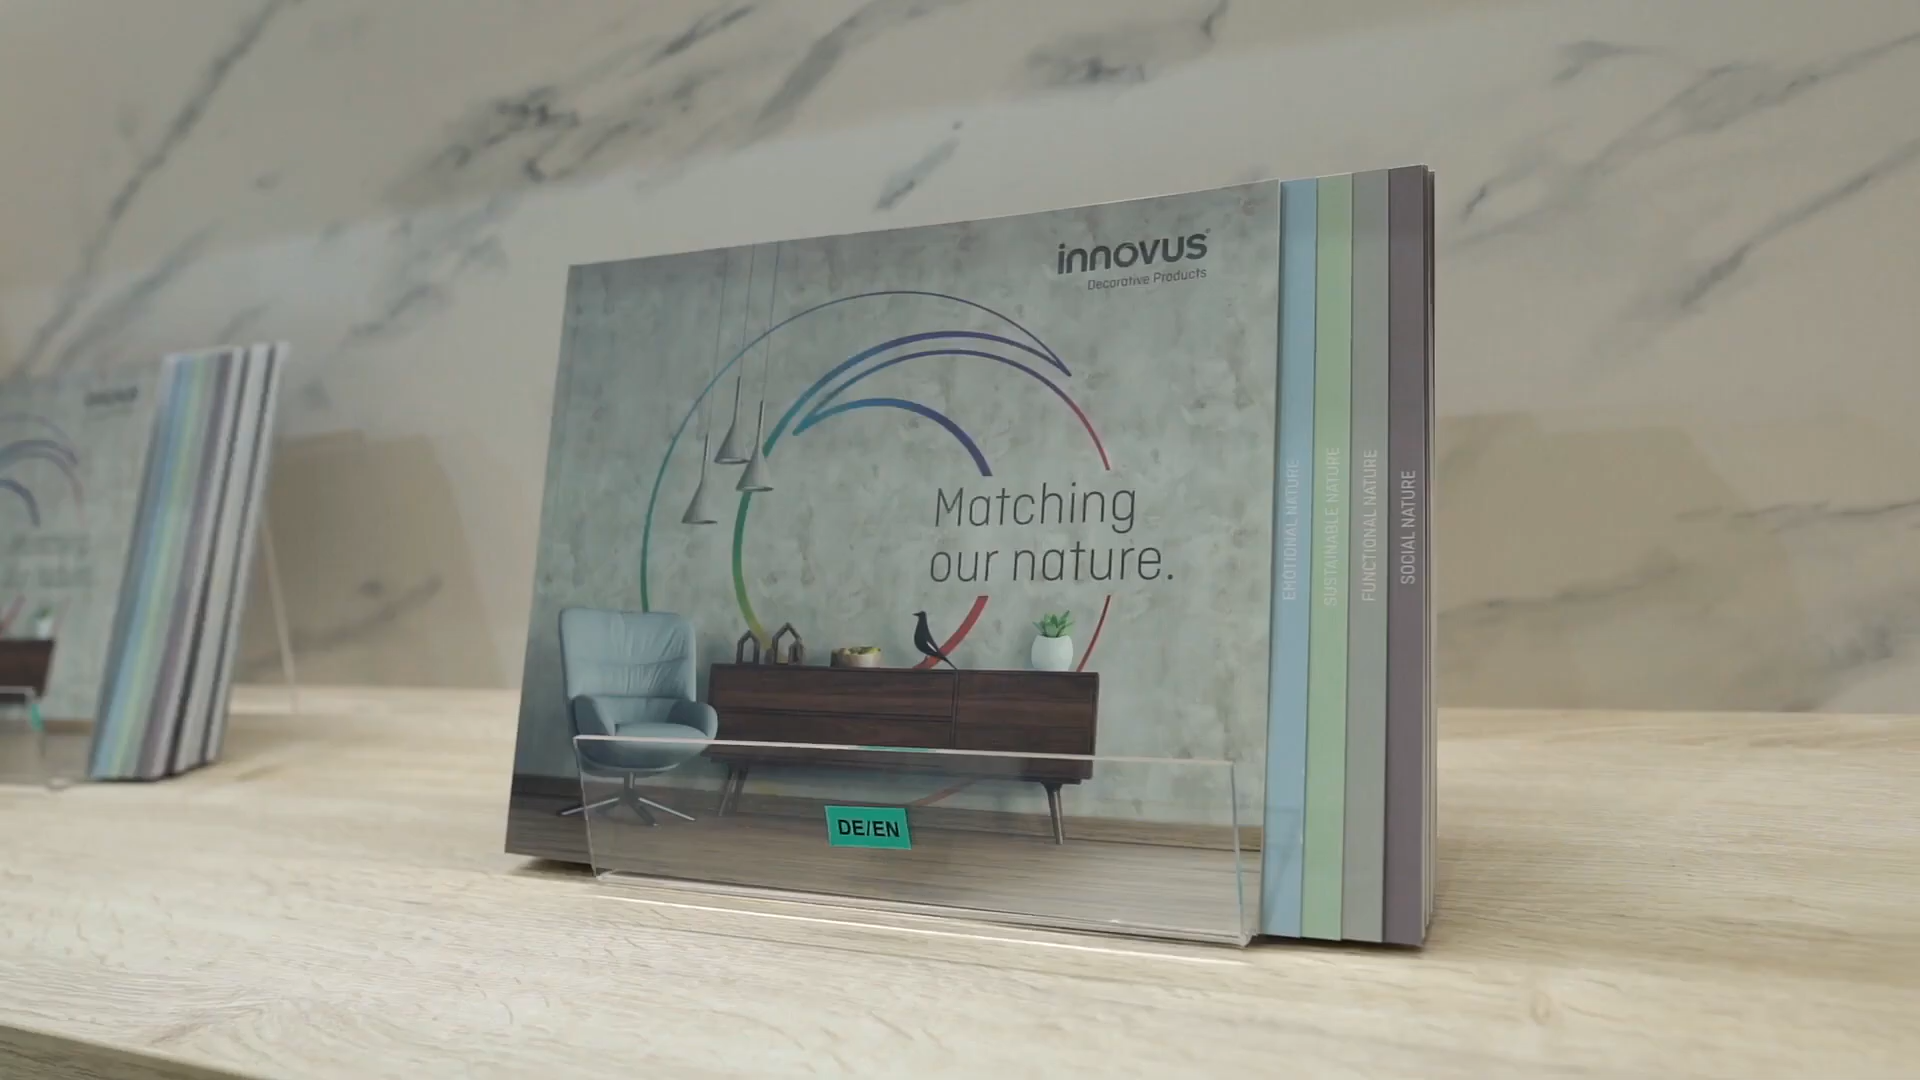 innovus
Decorative Products
Matching
our nature.
DE/EN
EMOTIONAL NATURE
SUSTAINABLE NATURE
FUNCTIONAL NATURE
SOCIAL NATURE